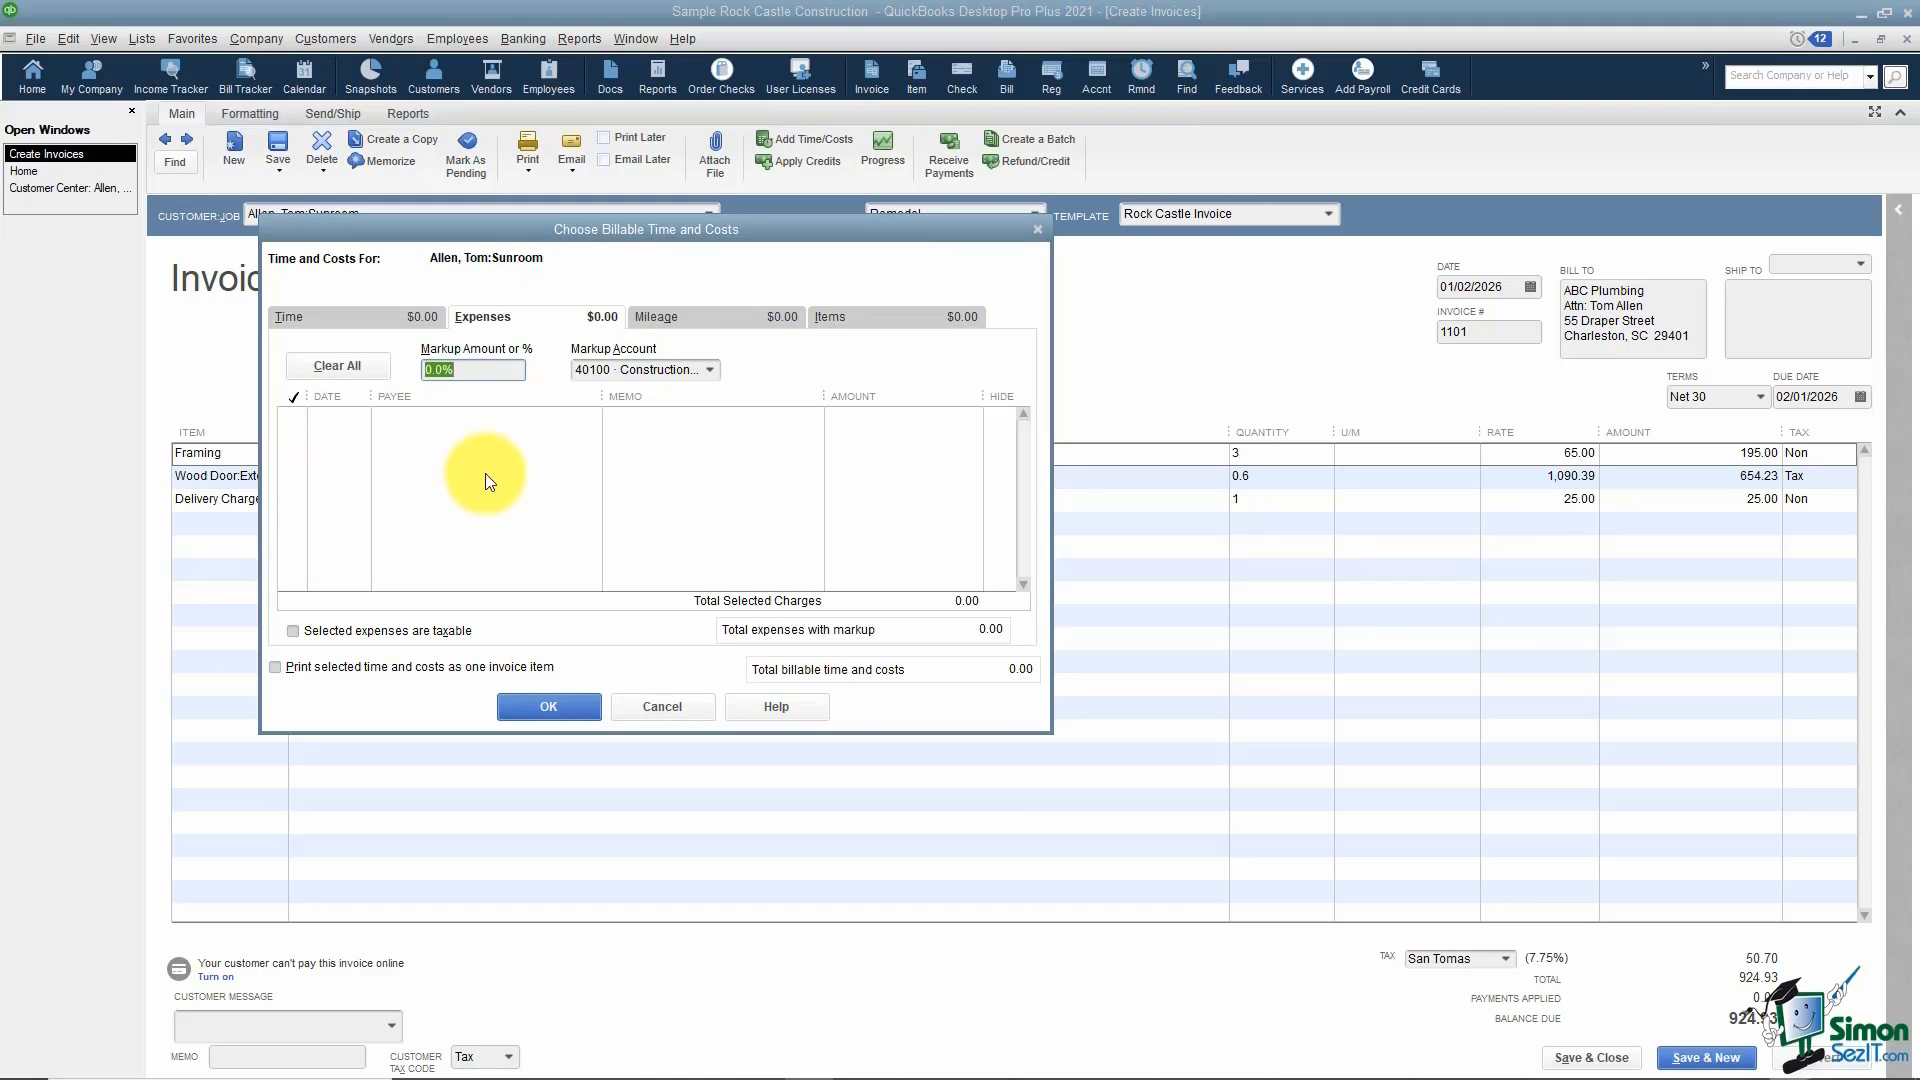 Sample Rock Castle Construction - QuickBooks Desktop Pro Plus 2021 - [Create Invoices]
File Edit View Lists Favorites Company Customers Vendors Employees Banking Reports Window Help
12
Home My Company Income Tracker Bill Tracker Calendar Snapshots Customers Vendors Employees Docs Reports Order Checks User Licenses Invoice Item Check Bill Reg Accnt Rmnd Find Feedback Services Add Payroll Credit Cards
Search Company or Help
Main Formatting Send/Ship Reports
Open Windows
Create Invoices
Home
Customer Center: Allen, ...
Find
New
Save
Delete
Create a Copy
Memorize
Mark As
Pending
Print
Email
Print Later
Email Later
Attach
File
Add Time/Costs
Apply Credits
Progress
Receive
Payments
Create a Batch
Refund/Credit
CUSTOMER:JOB Allen, Tom:Sunroom Remodel TEMPLATE Rock Castle Invoice
Choose Billable Time and Costs
Time and Costs For: Allen, Tom:Sunroom
Time $0.00 Expenses $0.00 Mileage $0.00 Items $0.00
Clear All
Markup Amount or %
0.0%
Markup Account
40100 · Construction...
DATE PAYEE MEMO AMOUNT HIDE
Total Selected Charges 0.00
Selected expenses are taxable
Total expenses with markup 0.00
Print selected time and costs as one invoice item
Total billable time and costs 0.00
OK Cancel Help
DATE
01/02/2026
INVOICE #
1101
BILL TO
ABC Plumbing
Attn: Tom Allen
55 Draper Street
Charleston, SC 29401
SHIP TO
TERMS
Net 30
DUE DATE
02/01/2026
ITEM QUANTITY U/M RATE AMOUNT TAX
Framing 3 65.00 195.00 Non
Wood Door: 0.6 1,090.39 654.23 Tax
Delivery 1 25.00 25.00 Non
Your customer can't pay this invoice online
Turn on
CUSTOMER MESSAGE
MEMO
CUSTOMER
TAX CODE
Tax
TAX San Tomas (7.75%) 50.70
TOTAL 924.93
PAYMENTS APPLIED
BALANCE DUE
Save & Close Save & New
Simon
SezIT.com